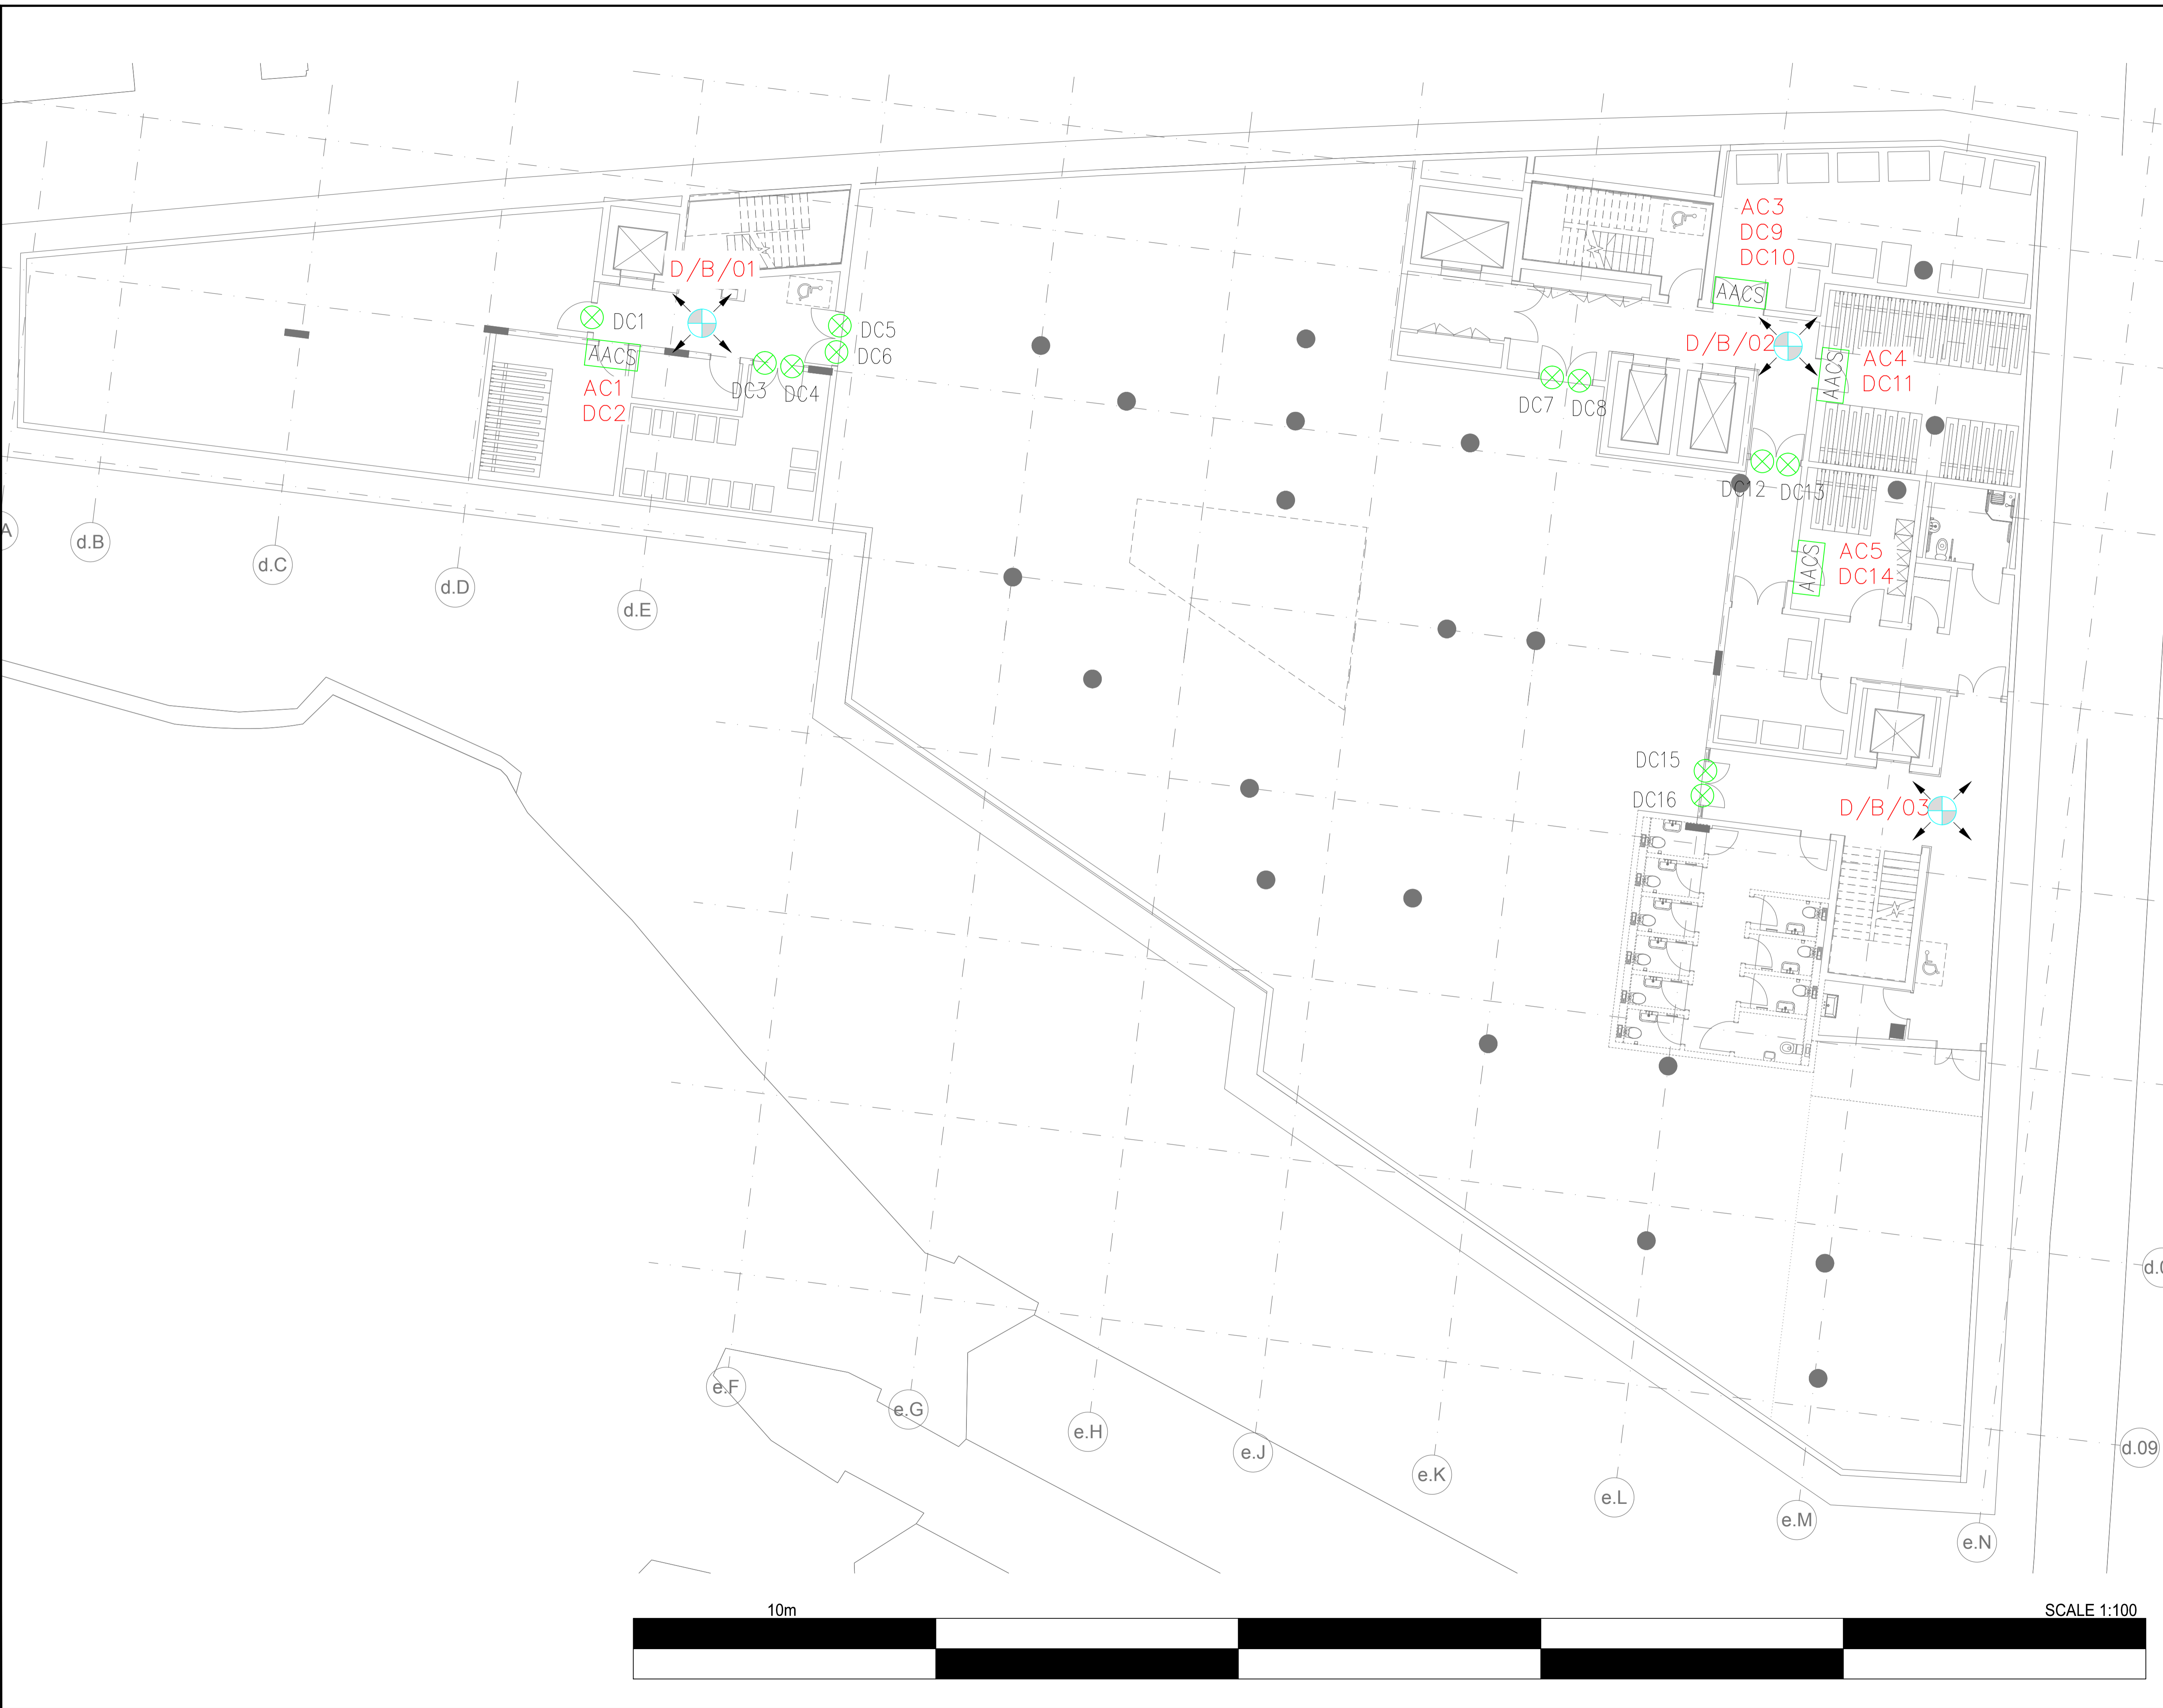 D/B/01
DC1
AACS
AC1
DC2
DC3
DC4
DC5
DC6
AC3
DC9
DC10
AACS
D/B/02
AACS
AC4
DC11
DC7
DC8
DC12
DC13
AACS
AC5
DC14
DC15
DC16
D/B/03
A
d.B
d.C
d.D
d.E
e.F
e.G
e.H
e.J
e.K
e.L
e.M
e.N
d.09
10m
SCALE 1:100